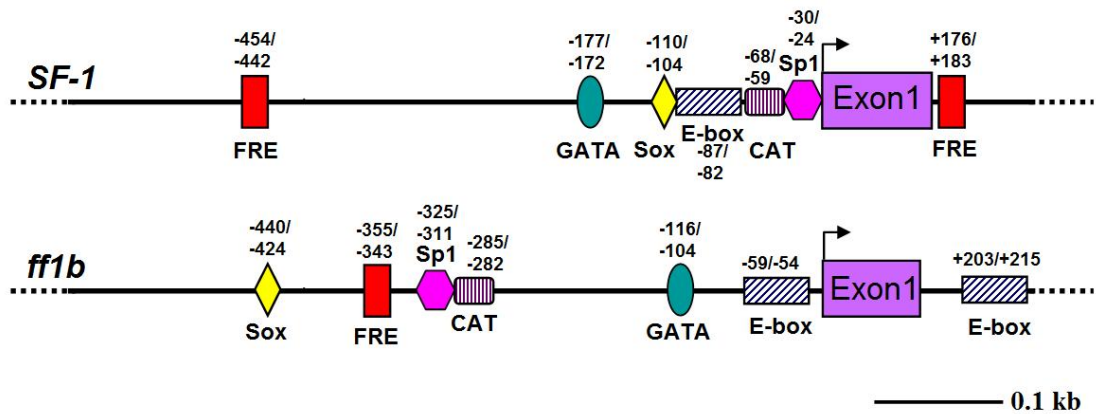 SF-1
-454/
-442
FRE
-177/
-172
GATA
-110/
-104
Sox
E-box
-87/
-82
-68/
-59
CAT
-30/
-24
Sp1
Exon1
+176/
+183
FRE
ff1b
-440/
-424
Sox
-355/
-343
FRE
-325/
-311
Sp1
-285/
-282
CAT
-116/
-104
GATA
-59/-54
E-box
Exon1
+203/+215
E-box
0.1 kb